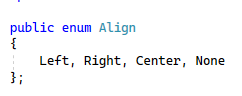 public enum Align
{
Left, Right, Center, None
};